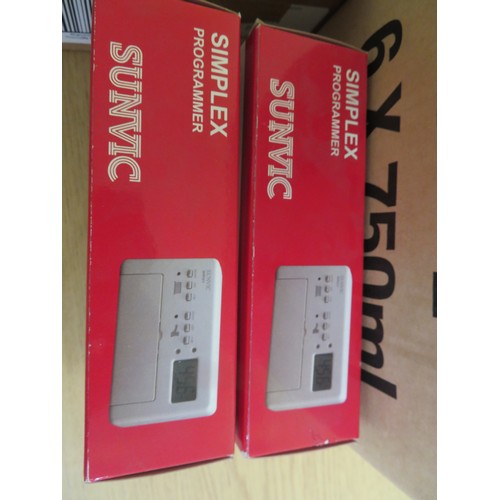 SIMPLEX
PROGRAMMER
SUNVIC
SIMPLEX
PROGRAMMER
SUNVIC
6 X 750ml